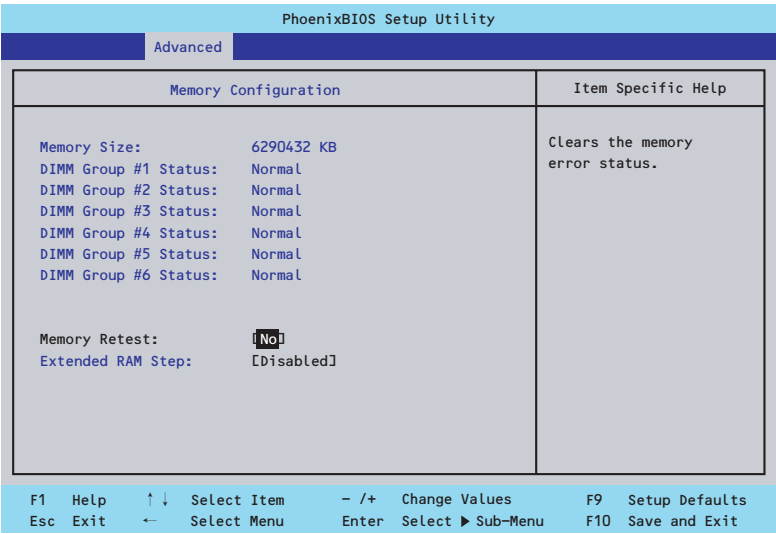 PhoenixBIOS Setup Utility
Advanced
Memory Configuration
Item Specific Help
Memory Size: 6290432 KB
DIMM Group #1 Status: Normal
DIMM Group #2 Status: Normal
DIMM Group #3 Status: Normal
DIMM Group #4 Status: Normal
DIMM Group #5 Status: Normal
DIMM Group #6 Status: Normal
Memory Retest: [No]
Extended RAM Step: [Disabled]
Clears the memory
error status.
F1 Help ↑↓ Select Item - /+ Change Values F9 Setup Defaults
Esc Exit ← Select Menu Enter Select ▶ Sub-Menu F10 Save and Exit